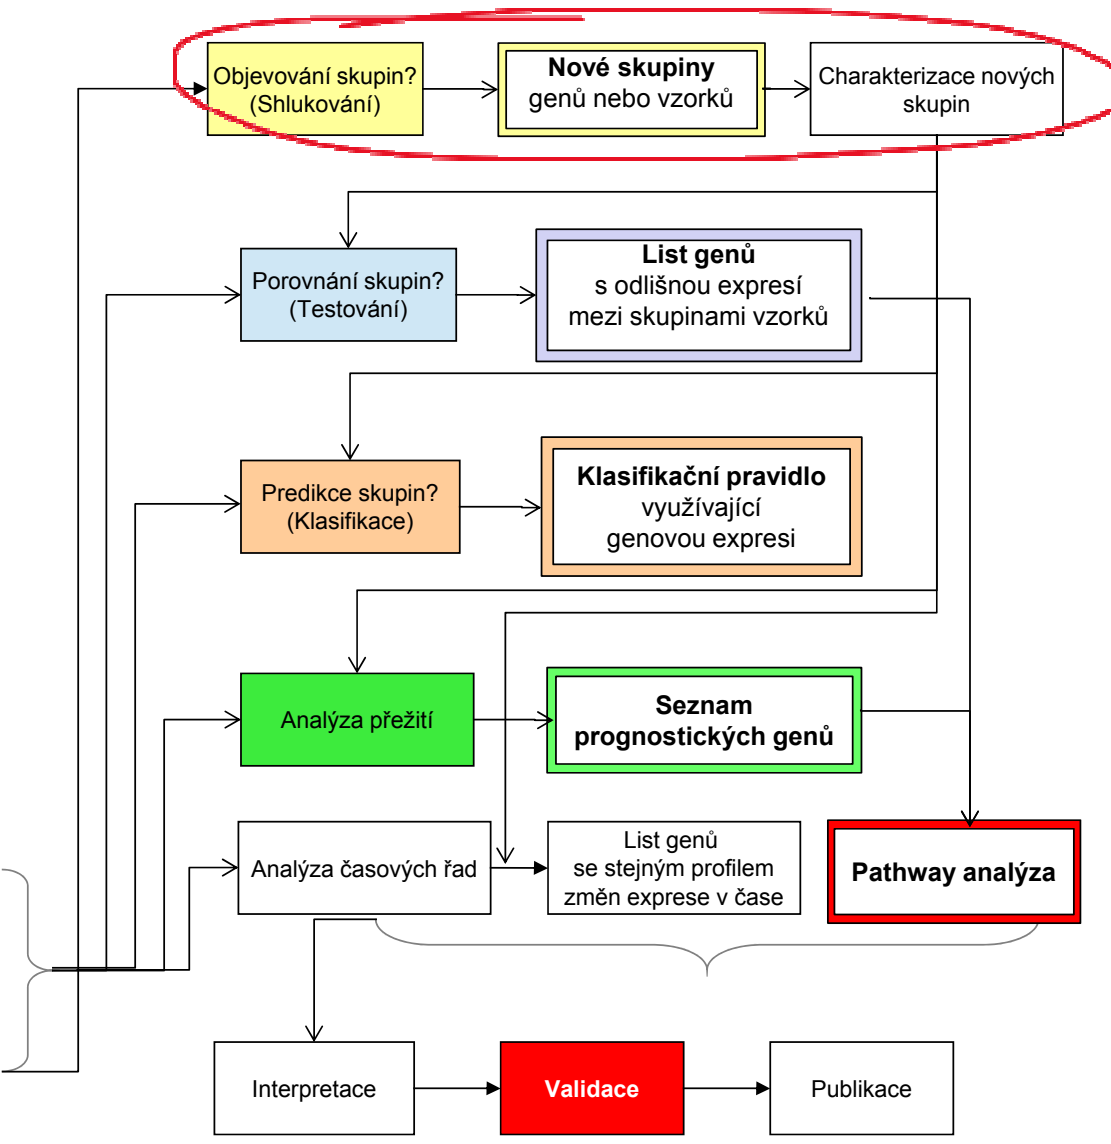 Objevování skupin?
(Shlukování)
Nové skupiny
genů nebo vzorků
Charakterizace nových
skupin
Porovnání skupin?
(Testování)
List genů
s odlišnou expresí
mezi skupinami vzorků
Predikce skupin?
(Klasifikace)
Klasifikační pravidlo
využívající
genovou expresi
Analýza přežití
Seznam
prognostických genů
Analýza časových řad
List genů
se stejným profilem
změn exprese v čase
Pathway analýza
Interpretace
Validace
Publikace